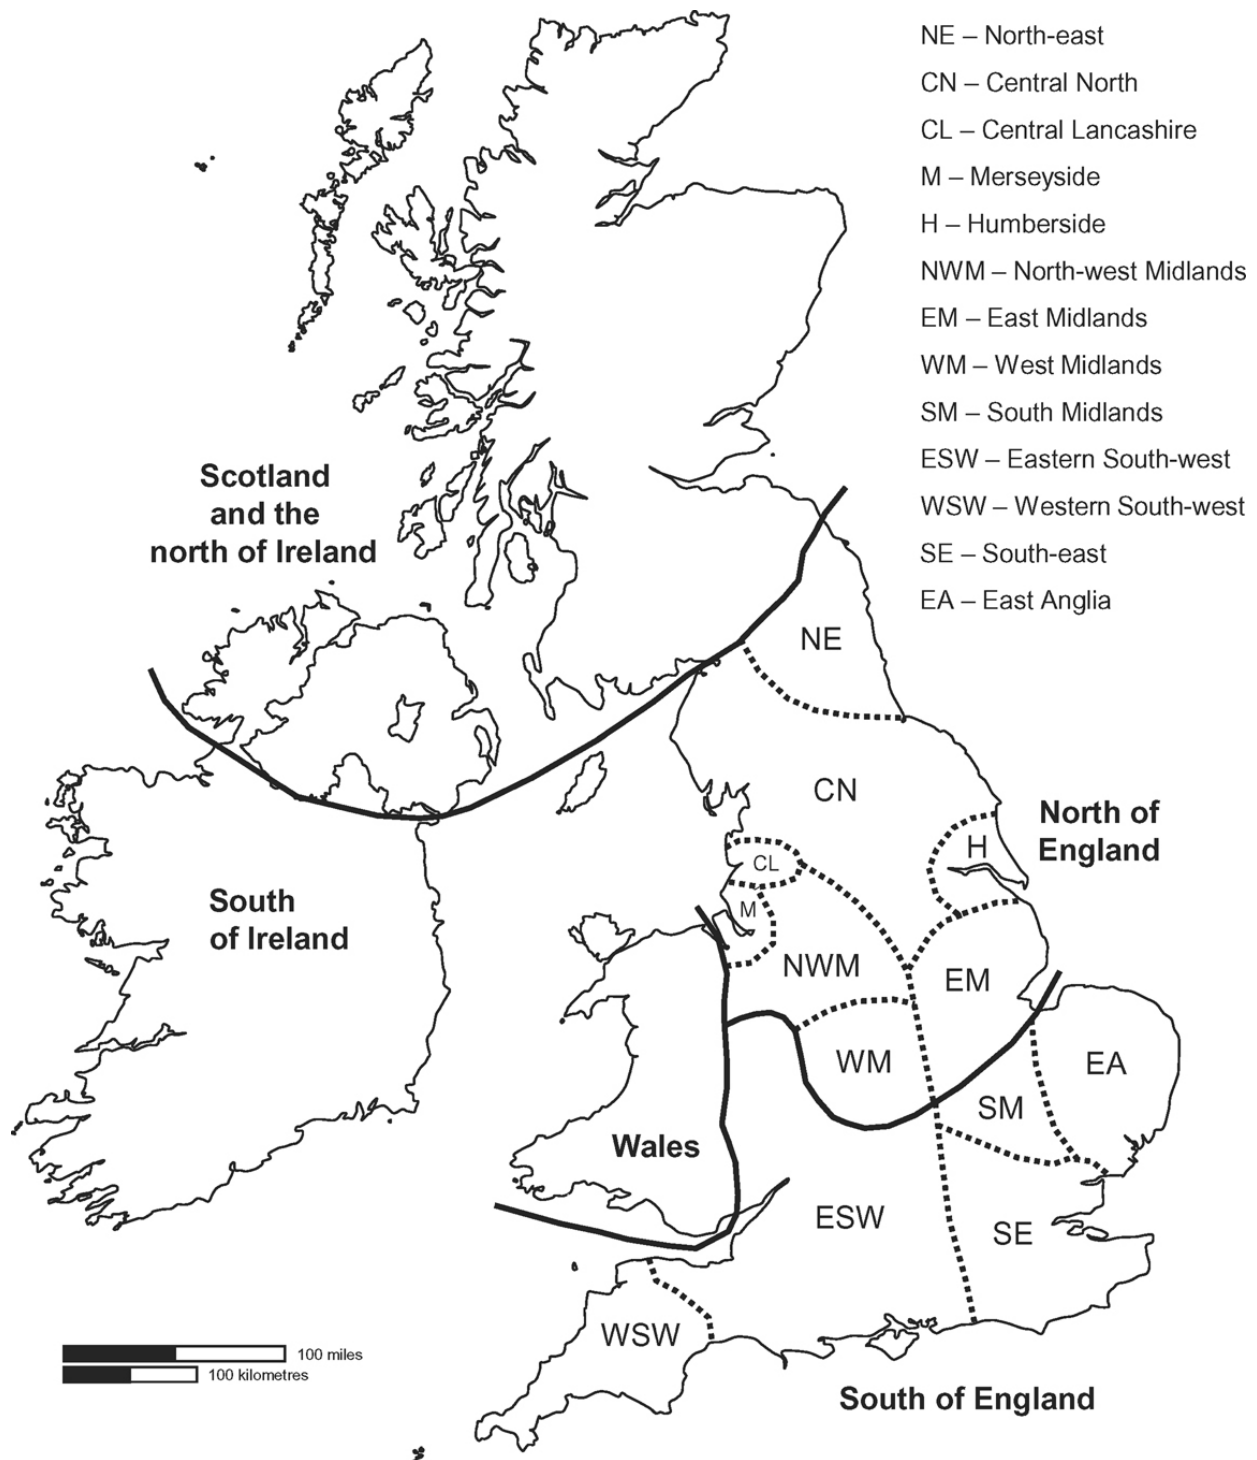 NE – North-east
CN – Central North
CL – Central Lancashire
M – Merseyside
H – Humberside
NWM – North-west Midlands
EM – East Midlands
WM – West Midlands
SM – South Midlands
ESW – Eastern South-west
WSW – Western South-west
SE – South-east
EA – East Anglia
Scotland
and the
north of Ireland
NE
CN
North of
England
H
CL
M
South
of Ireland
NWM
EM
WM
EA
SM
Wales
ESW
SE
WSW
100 miles
100 kilometres
South of England